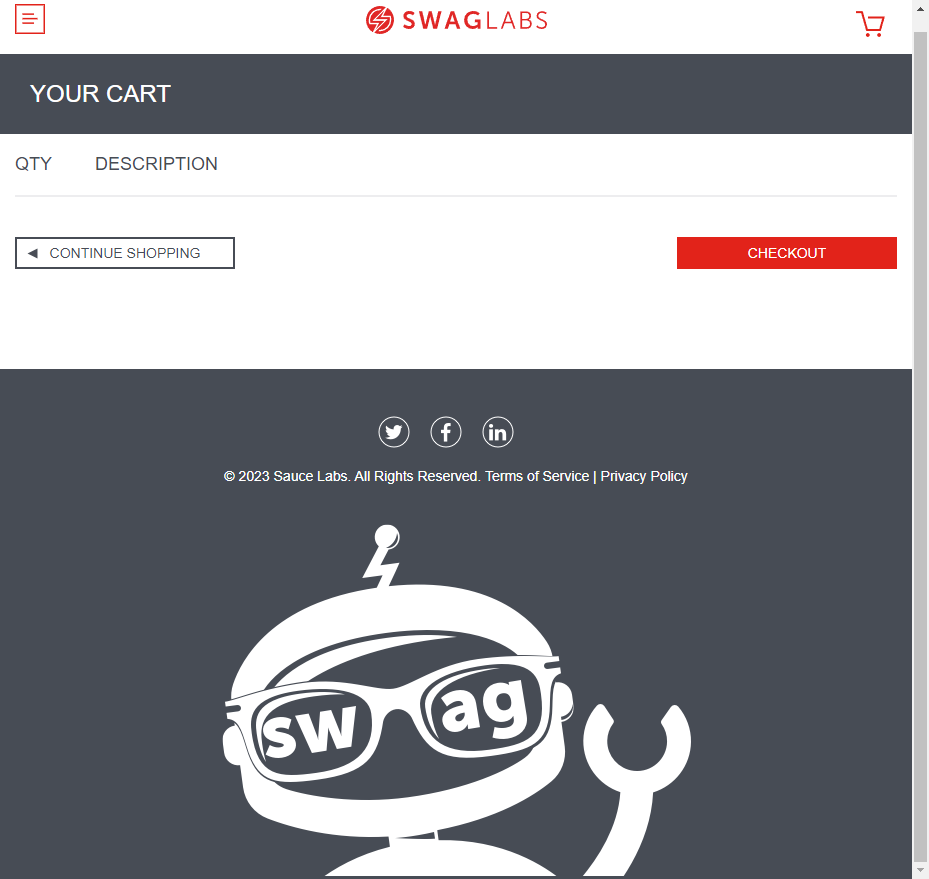 SWAGLABS
YOUR CART
QTY DESCRIPTION
CONTINUE SHOPPING CHECKOUT
© 2023 Sauce Labs. All Rights Reserved. Terms of Service | Privacy Policy
sw ag